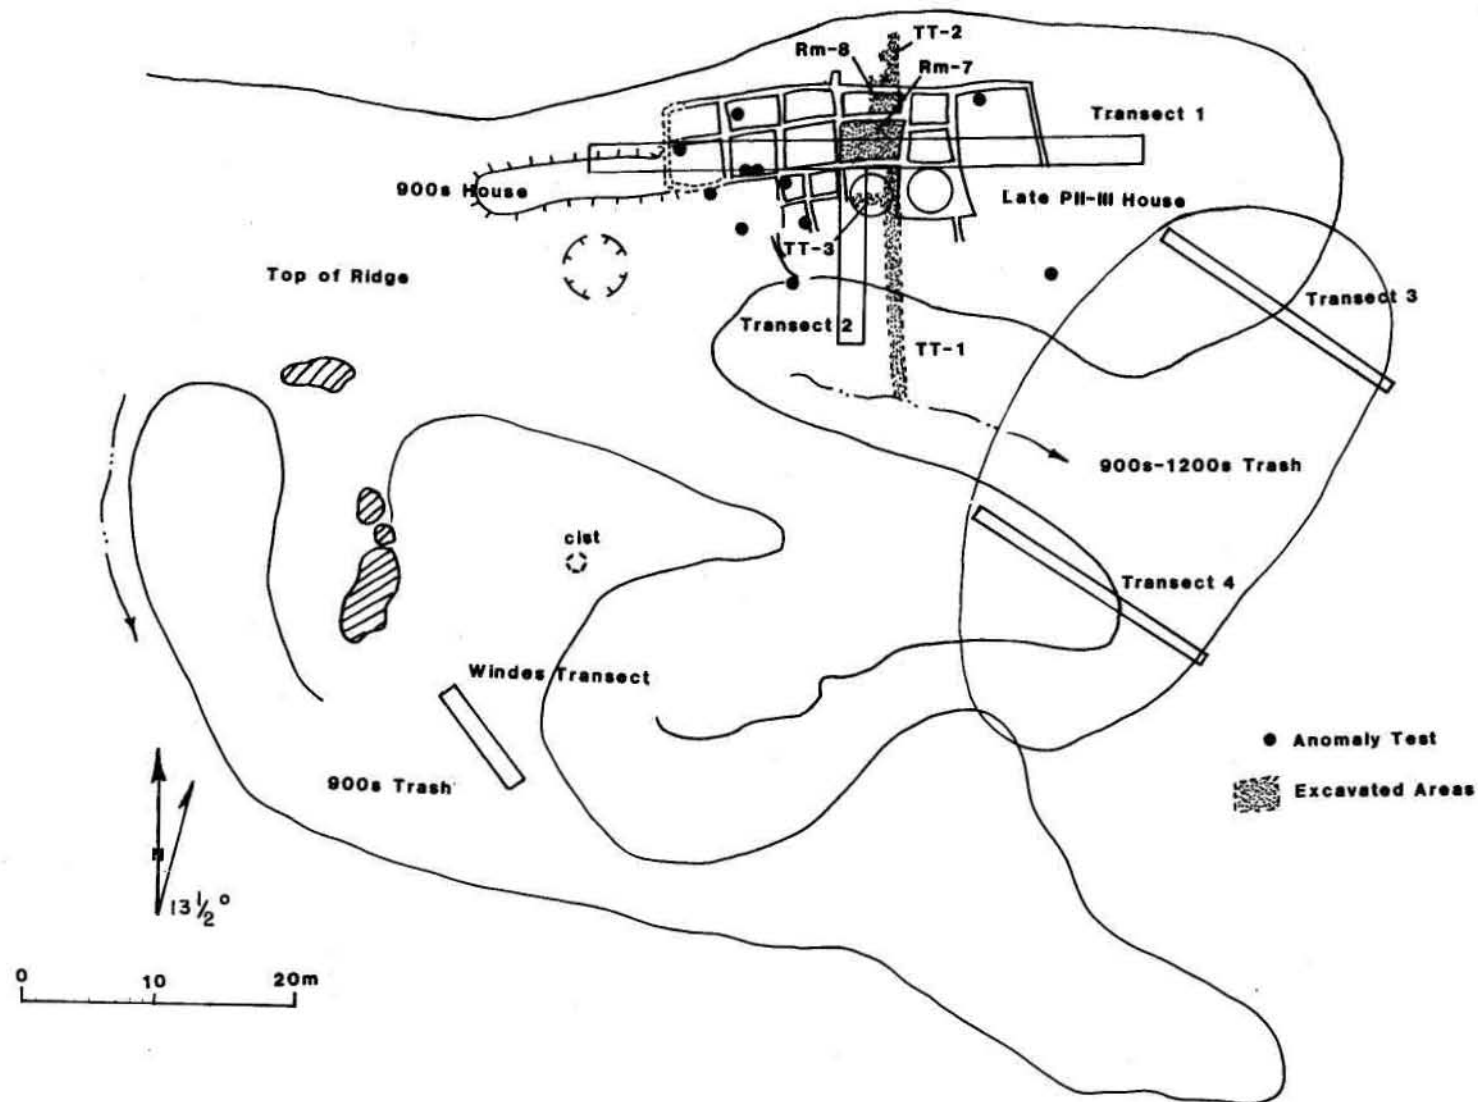 TT-2
Rm-8
Rm-7
Transect 1
900s House
Late PII-III House
TT-3
Top of Ridge
Transect 3
Transect 2
TT-1
900s-1200s Trash
cist
Transect 4
Windes Transect
Anomaly Test
900s Trash
Excavated Areas
N
13 1/2°
0 10 20m